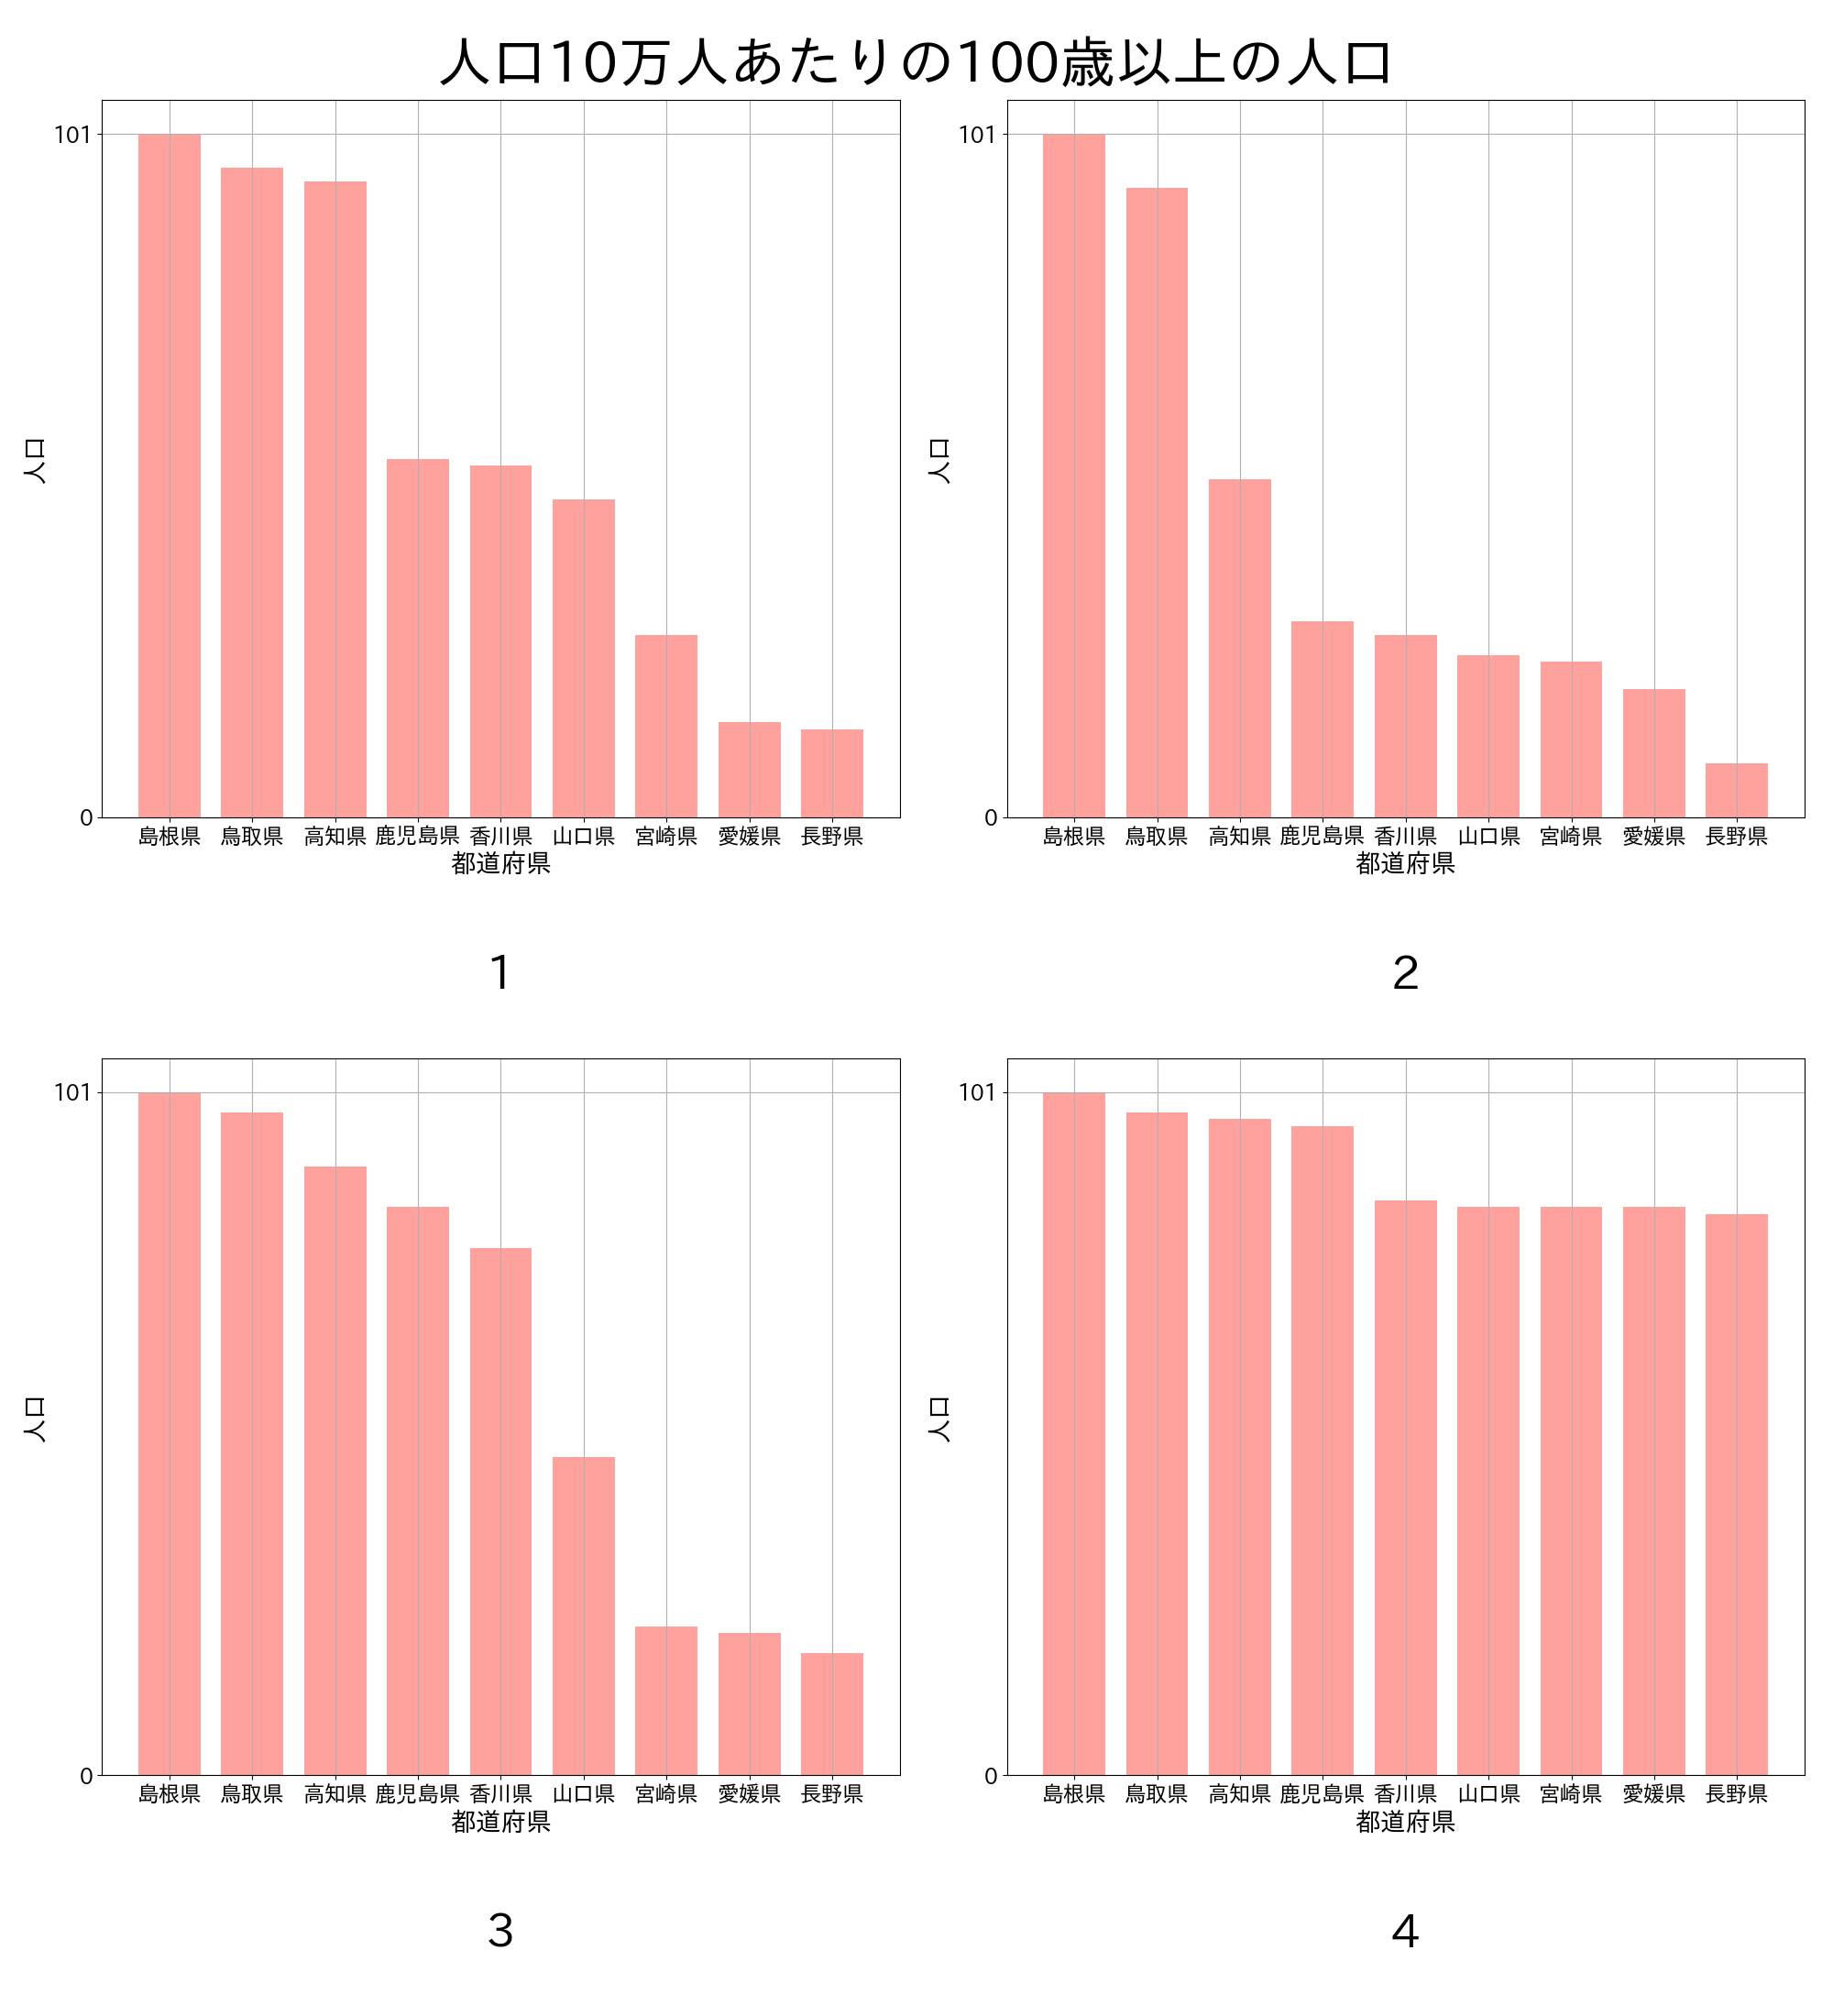 人口10万人あたりの100歳以上の人口
101
0
人口
島根県 鳥取県 高知県 鹿児島県 香川県 山口県 宮崎県 愛媛県 長野県
都道府県
1
101
0
人口
島根県 鳥取県 高知県 鹿児島県 香川県 山口県 宮崎県 愛媛県 長野県
都道府県
2
101
0
人口
島根県 鳥取県 高知県 鹿児島県 香川県 山口県 宮崎県 愛媛県 長野県
都道府県
3
101
0
人口
島根県 鳥取県 高知県 鹿児島県 香川県 山口県 宮崎県 愛媛県 長野県
都道府県
4